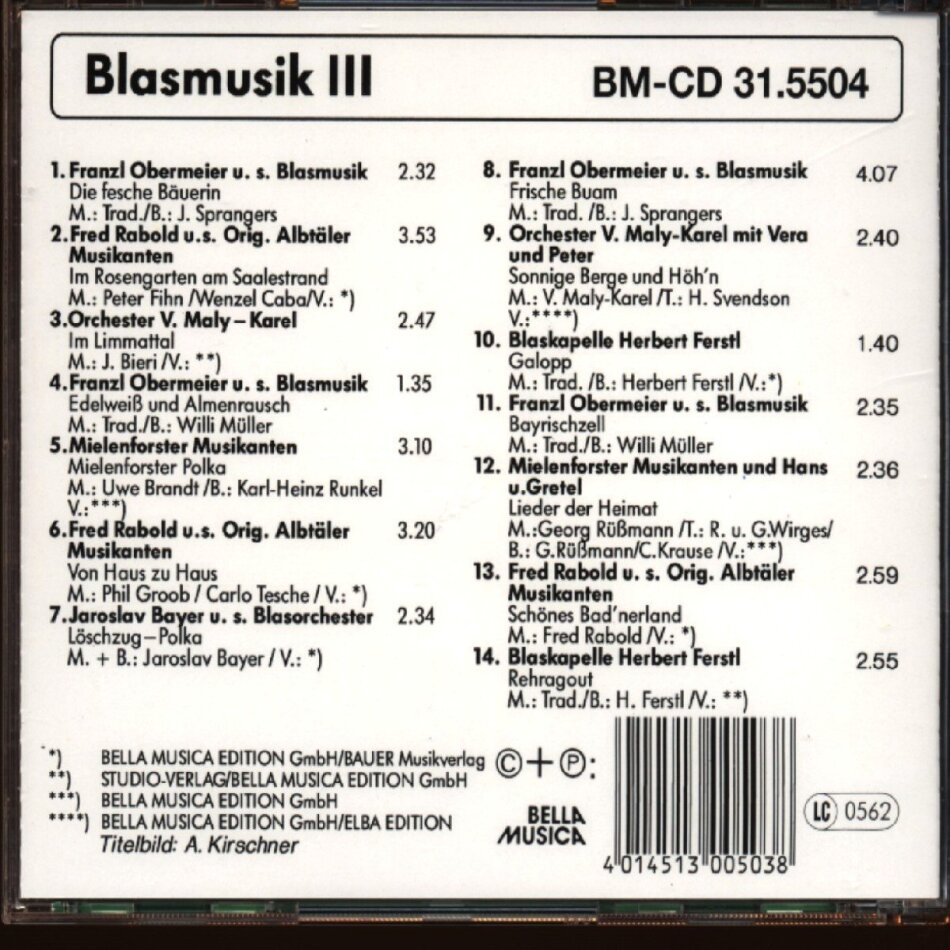 Blasmusik III
BM-CD 31.5504
1. Franzl Obermeier u. s. Blasmusik 2.32
Die fesche Bäuerin
M.: Trad./B.: J. Sprangers
2. Fred Rabold u.s. Orig. Albtäler 3.53
Musikanten
Im Rosengarten am Saalestrand
M.: Peter Fihn /Wenzel Caba/V.: *)
3. Orchester V. Maly – Karel 2.47
Im Limmattal
M.: J. Bieri /V.: **)
4. Franzl Obermeier u. s. Blasmusik 1.35
Edelweiß und Almenrausch
M.: Trad./B.: Willi Müller
5. Mielenforster Musikanten 3.10
Mielenforster Polka
M.: Uwe Brandt /B.: Karl-Heinz Runkel
V.:***)
6. Fred Rabold u.s. Orig. Albtäler 3.20
Musikanten
Von Haus zu Haus
M.: Phil Groob / Carlo Tesche / V.: *)
7. Jaroslav Bayer u. s. Blasorchester 2.34
Löschzug – Polka
M. + B.: Jaroslav Bayer / V.: *)
8. Franzl Obermeier u. s. Blasmusik 4.07
Frische Buam
M.: Trad. /B.: J. Sprangers
9. Orchester V. Maly-Karel mit Vera 2.40
und Peter
Sonnige Berge und Höh'n
M.: V. Maly-Karel /T.: H. Svendson
V.:****)
10. Blaskapelle Herbert Ferstl 1.40
Galopp
M.: Trad. /B.: Herbert Ferstl /V.:*)
11. Franzl Obermeier u. s. Blasmusik 2.35
Bayrischzell
M.: Trad./B.: Willi Müller
12. Mielenforster Musikanten und Hans 2.36
u.Gretel
Lieder der Heimat
M.:Georg Rüßmann /T.: R. u. G.Wirges/
B.: G.Rüßmann/C.Krause /V.:***)
13. Fred Rabold u. s. Orig. Albtäler 2.59
Musikanten
Schönes Bad'nerland
M.: Fred Rabold /V.: *)
14. Blaskapelle Herbert Ferstl 2.55
Rehragout
M.: Trad./B.: H. Ferstl /V.: **)
*) BELLA MUSICA EDITION GmbH/BAUER Musikverlag
**) STUDIO-VERLAG/BELLA MUSICA EDITION GmbH
***) BELLA MUSICA EDITION GmbH
****) BELLA MUSICA EDITION GmbH/ELBA EDITION
Titelbild: A. Kirschner
©+℗:
BELLA
MUSICA
4 014513 005038
LC 0562